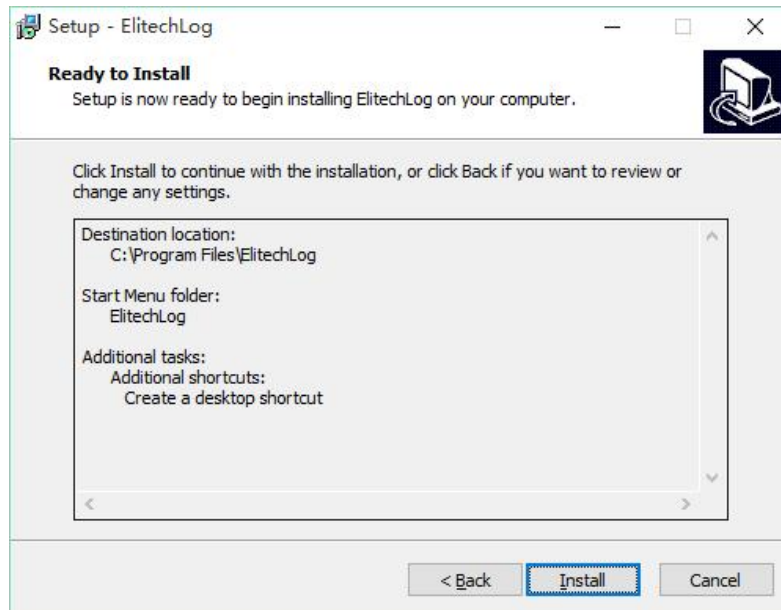 Setup - ElitechLog
Ready to Install
Setup is now ready to begin installing ElitechLog on your computer.
Click Install to continue with the installation, or click Back if you want to review or
change any settings.
Destination location:
C:\Program Files\ElitechLog
Start Menu folder:
ElitechLog
Additional tasks:
Additional shortcuts:
Create a desktop shortcut
< Back
Install
Cancel